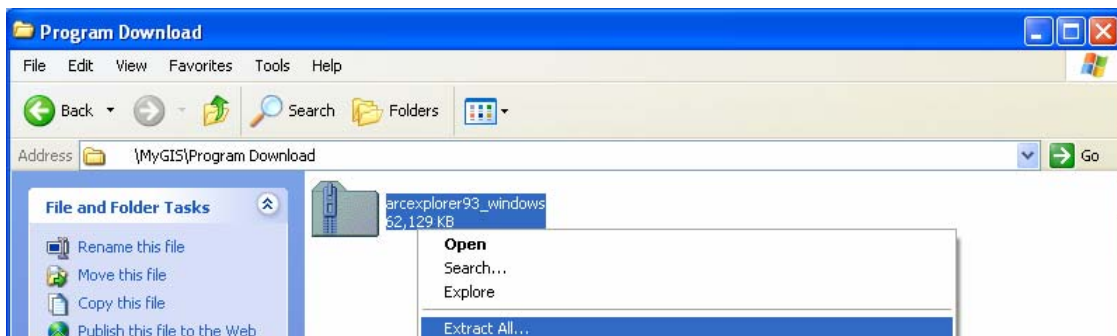 Program Download
File Edit View Favorites Tools Help
Back Search Folders
Address \MyGIS\Program Download Go
File and Folder Tasks
Rename this file
Move this file
Copy this file
Publish this file to the Web
arcexplorer93_windows
62,129 KB
Open
Search...
Explore
Extract All...